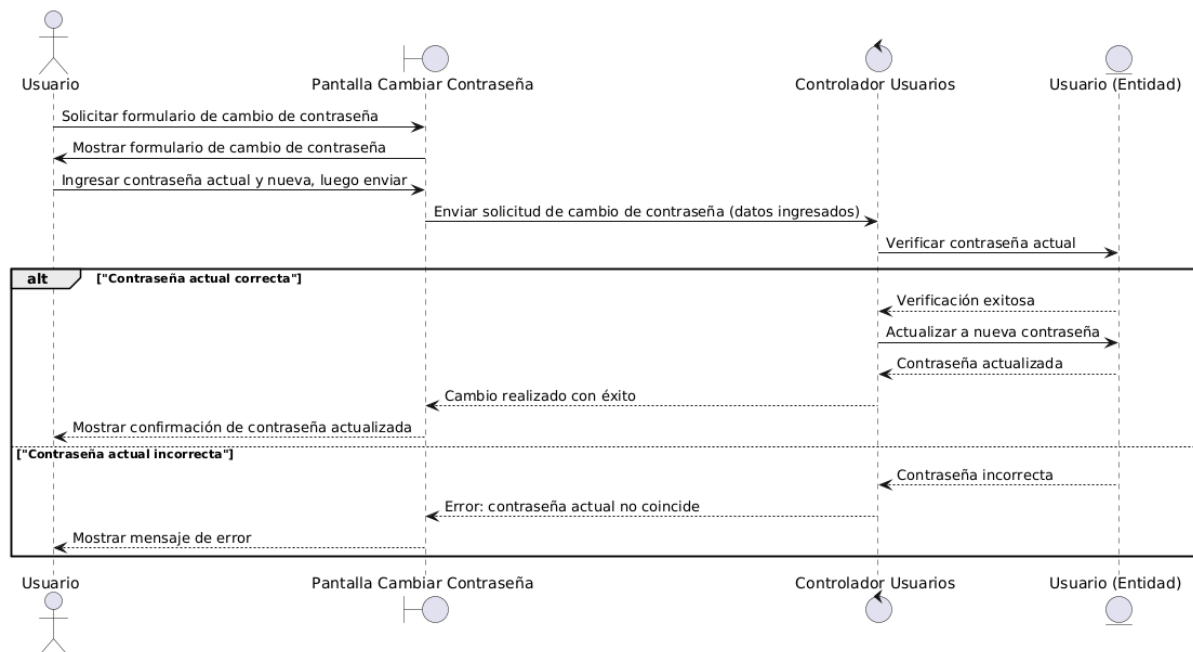 Usuario
Pantalla Cambiar Contraseña
Controlador Usuarios
Usuario (Entidad)
Solicitar formulario de cambio de contraseña
Mostrar formulario de cambio de contraseña
Ingresar contraseña actual y nueva, luego enviar
Enviar solicitud de cambio de contraseña (datos ingresados)
Verificar contraseña actual
alt
["Contraseña actual correcta"]
Verificación exitosa
Actualizar a nueva contraseña
Contraseña actualizada
Cambio realizado con éxito
Mostrar confirmación de contraseña actualizada
["Contraseña actual incorrecta"]
Contraseña incorrecta
Error: contraseña actual no coincide
Mostrar mensaje de error
Usuario
Pantalla Cambiar Contraseña
Controlador Usuarios
Usuario (Entidad)